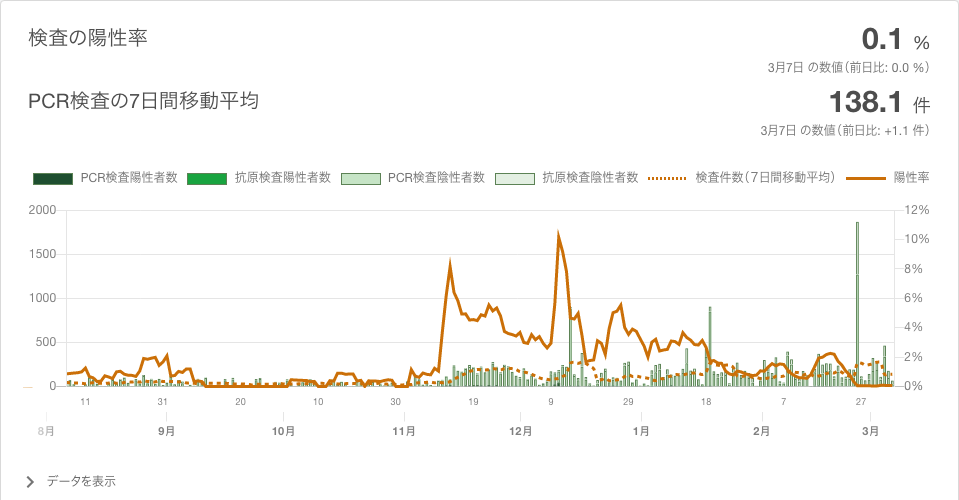 検査の陽性率
0.1 %
3月7日 の数値（前日比: 0.0 %）
PCR検査の7日間移動平均
138.1 件
3月7日 の数値（前日比: +1.1 件）
PCR検査陽性者数 抗原検査陽性者数 PCR検査陰性者数 抗原検査陰性者数 検査件数（7日間移動平均） 陽性率
2000 12%
10%
1500
8%
1000 6%
4%
500
2%
0 0%
11 31 20 10 30 19 9 29 18 7 27
8月 9月 10月 11月 12月 1月 2月 3月
データを表示